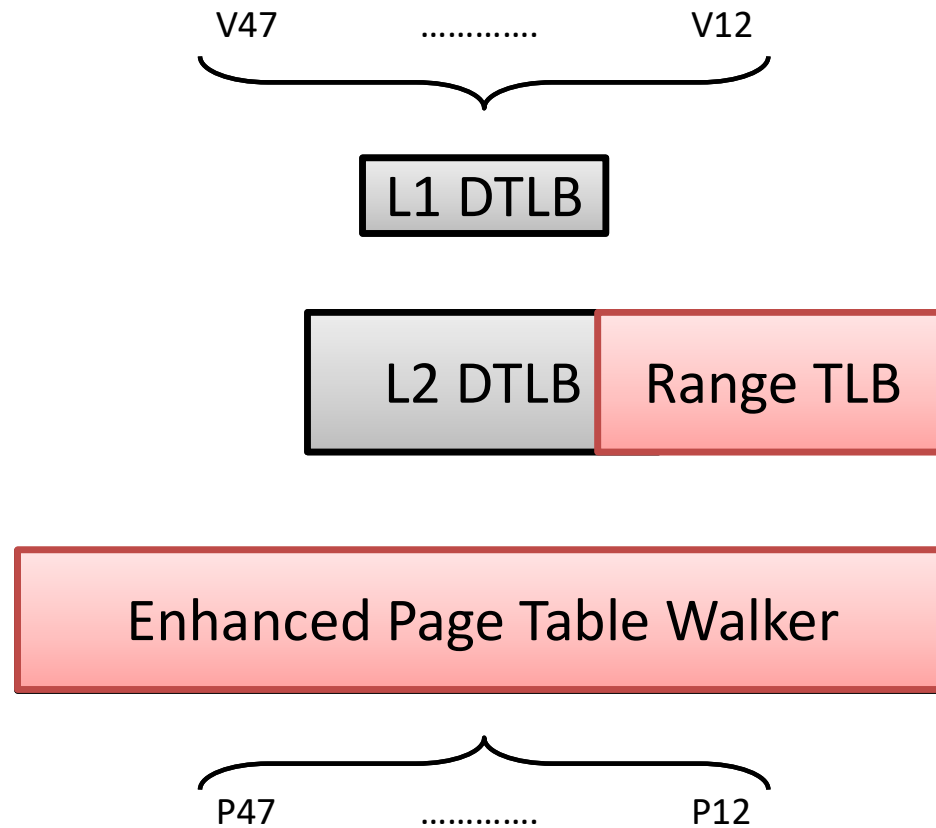 V47 …………. V12
L1 DTLB
L2 DTLB Range TLB
Enhanced Page Table Walker
P47 …………. P12